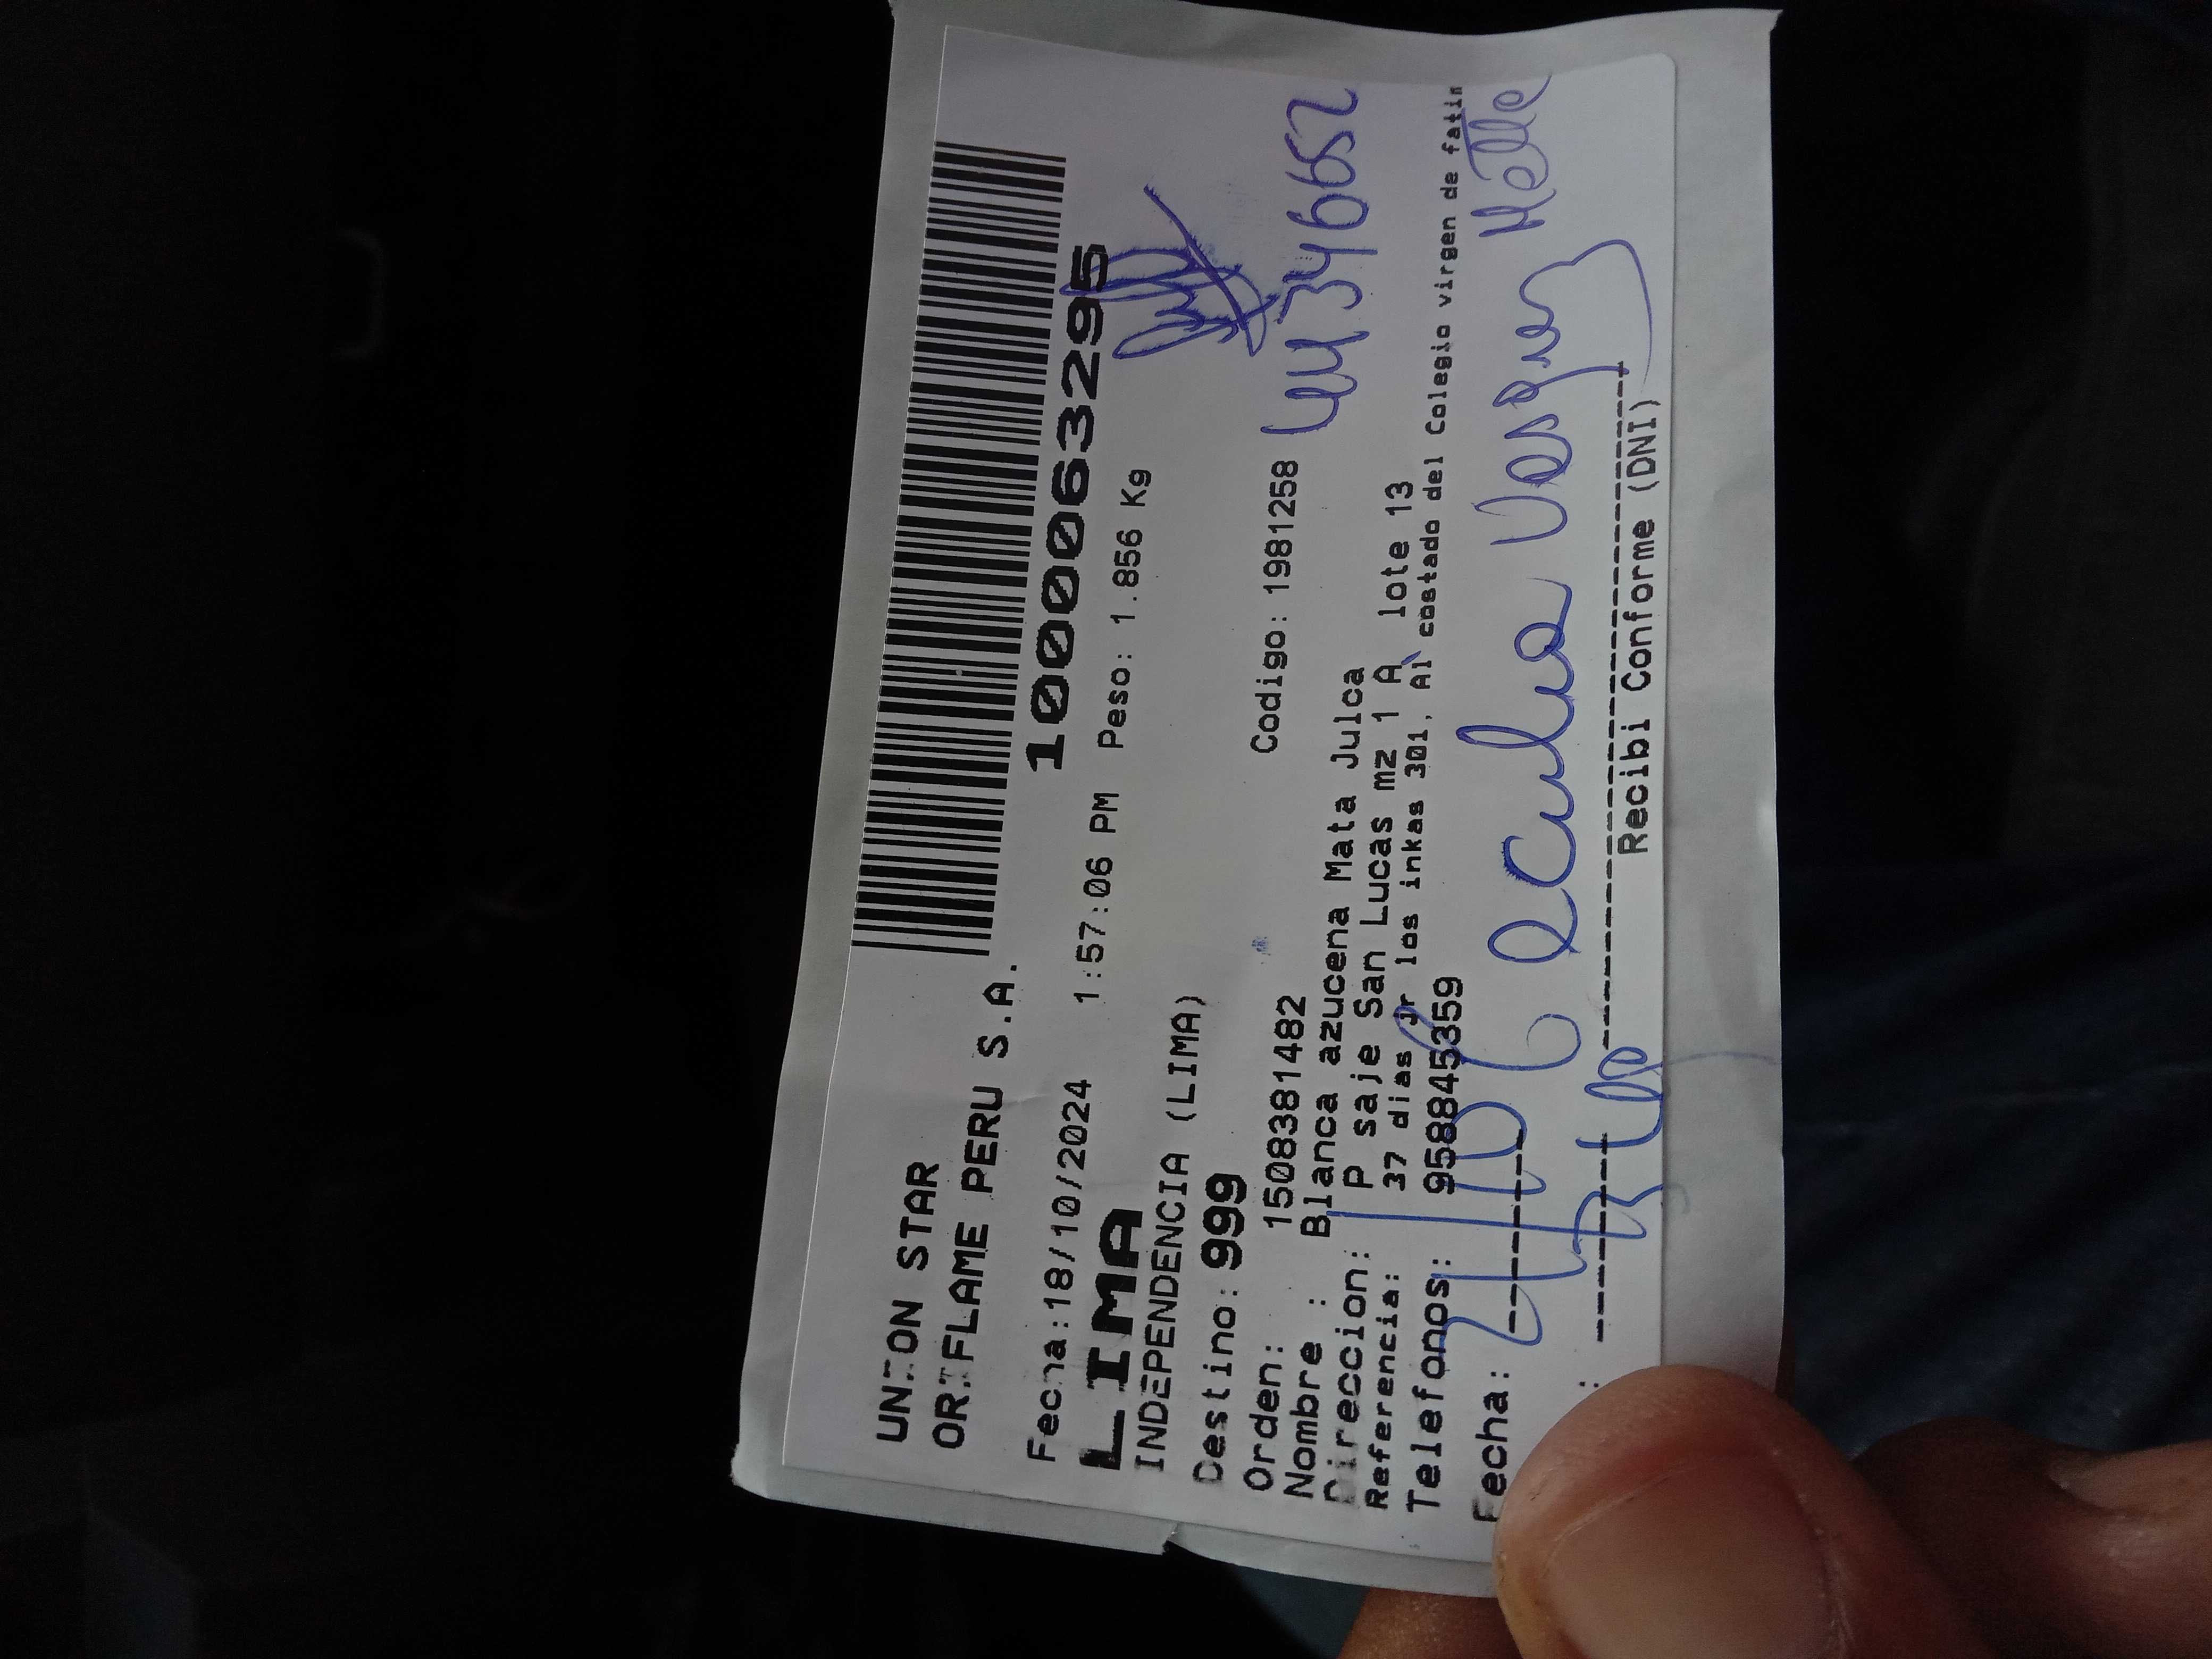 UNION STAR
ORIFLAME PERU S.A.
1000063295
Fecha:18/10/2024 1:57:06 PM Peso: 1.856 Kg
LIMA
INDEPENDENCIA (LIMA)
Destino: 999
Orden: 1508381482 Codigo: 1981258
44346652
Nombre : Blanca azucena Mata Julca
Direccion: P saje San Lucas mz 1 A lote 13
Referencia: 37 dias jr los inkas 301, Al costado del Colegio virgen de fatim
Telefonos: 958845359
Fecha:
Vasquez
Recibi Conforme (DNI)